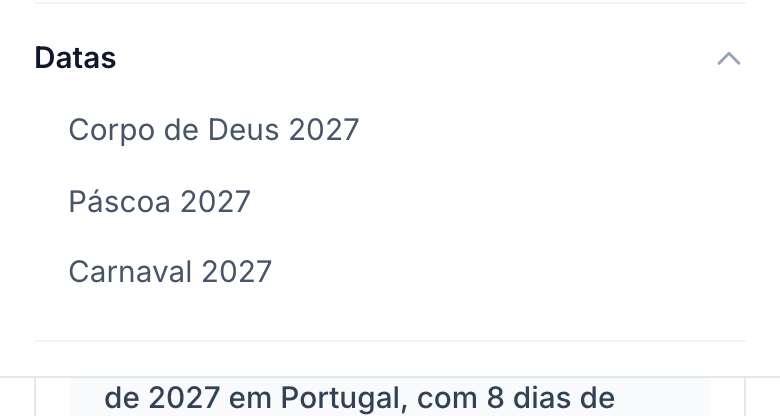 Datas
Corpo de Deus 2027
Páscoa 2027
Carnaval 2027
de 2027 em Portugal, com 8 dias de